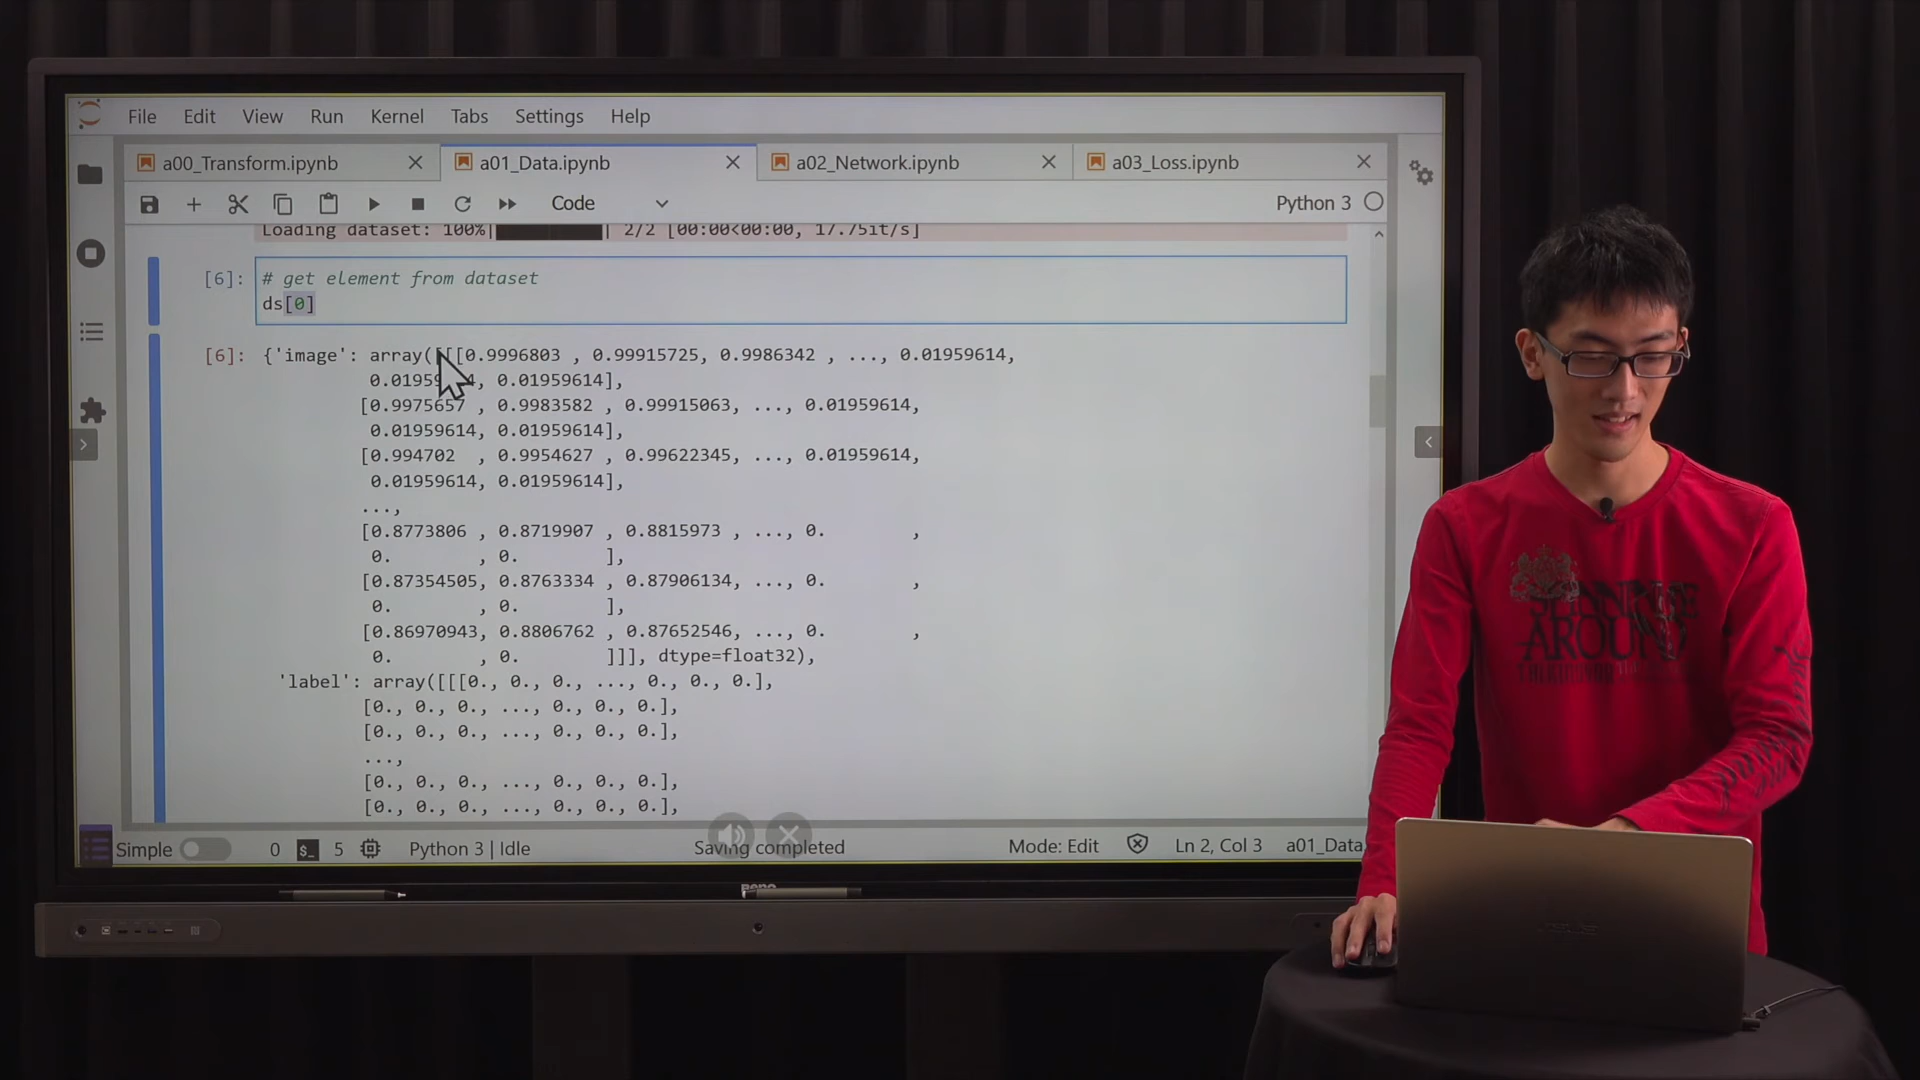 File Edit View Run Kernel Tabs Settings Help
a00_Transform.ipynb a01_Data.ipynb a02_Network.ipynb a03_Loss.ipynb
Code Python 3
Loading dataset: 100%| | 2/2 [00:00<00:00, 17.75it/s]
[6]: # get element from dataset
ds[0]
[6]: {'image': array([[[0.9996803 , 0.99915725, 0.9986342 , ..., 0.01959614,
0.01959614, 0.01959614],
[0.9975657 , 0.9983582 , 0.99915063, ..., 0.01959614,
0.01959614, 0.01959614],
[0.994702 , 0.9954627 , 0.99622345, ..., 0.01959614,
0.01959614, 0.01959614],
...,
[0.8773806 , 0.8719907 , 0.8815973 , ..., 0. ,
0. , 0. ],
[0.87354505, 0.8763334 , 0.87906134, ..., 0. ,
0. , 0. ],
[0.86970943, 0.8806762 , 0.87652546, ..., 0. ,
0. , 0. ]]], dtype=float32),
'label': array([[[0., 0., 0., ..., 0., 0., 0.],
[0., 0., 0., ..., 0., 0., 0.],
[0., 0., 0., ..., 0., 0., 0.],
...,
[0., 0., 0., ..., 0., 0., 0.],
[0., 0., 0., ..., 0., 0., 0.],
Simple 0 $_ 5 Python 3 | Idle Saving completed Mode: Edit Ln 2, Col 3 a01_Data.
BenQ
AROUND